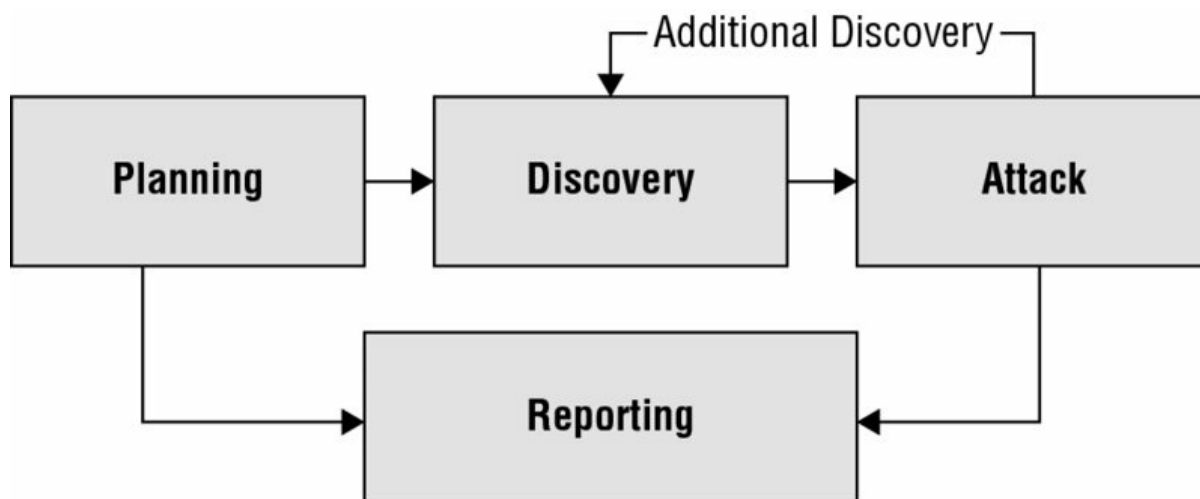 Additional Discovery
Planning
Discovery
Attack
Reporting